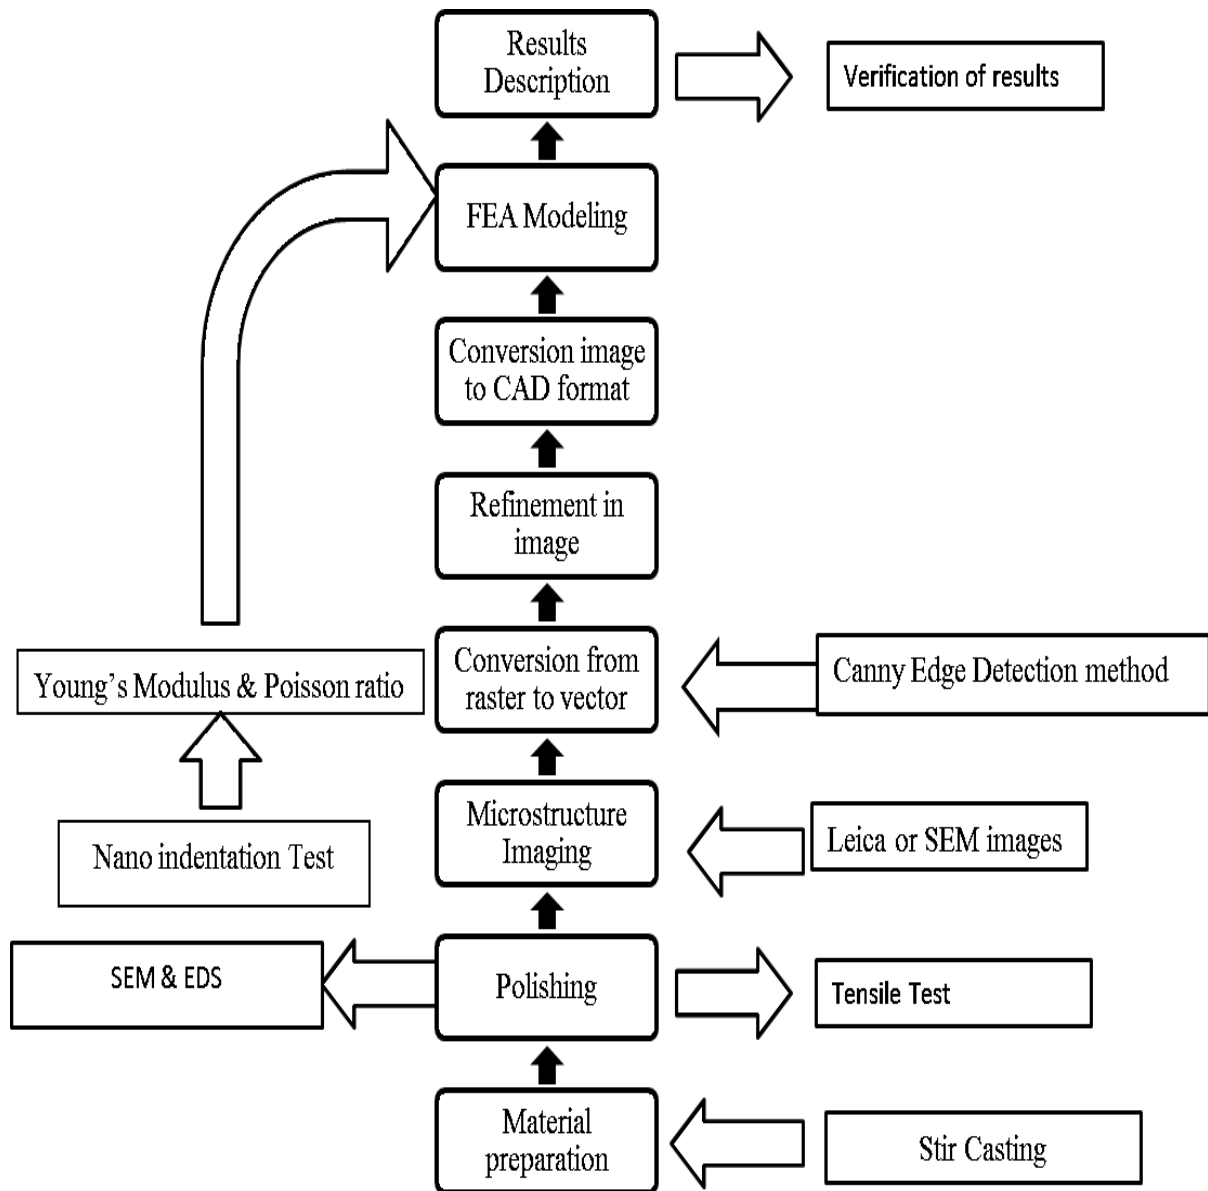 Results
Description
Verification of results
FEA Modeling
Conversion image
to CAD format
Refinement in
image
Conversion from
raster to vector
Young’s Modulus & Poisson ratio
Canny Edge Detection method
Microstructure
Imaging
Nano indentation Test
Leica or SEM images
SEM & EDS
Polishing
Tensile Test
Material
preparation
Stir Casting